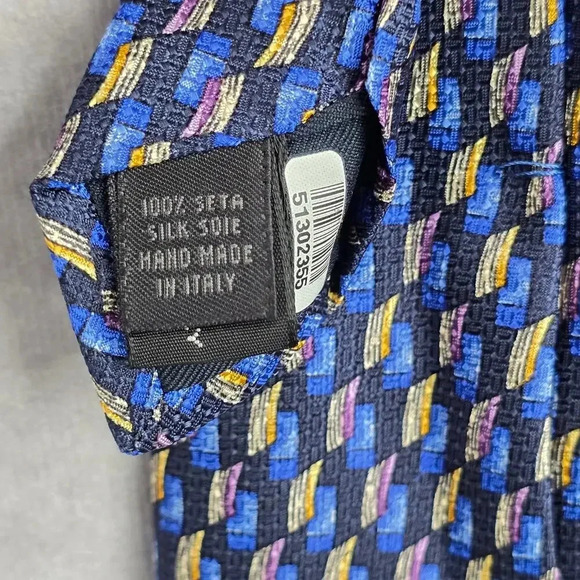 100% SETA
SILK SOIE
HAND MADE
IN ITALY
51302355